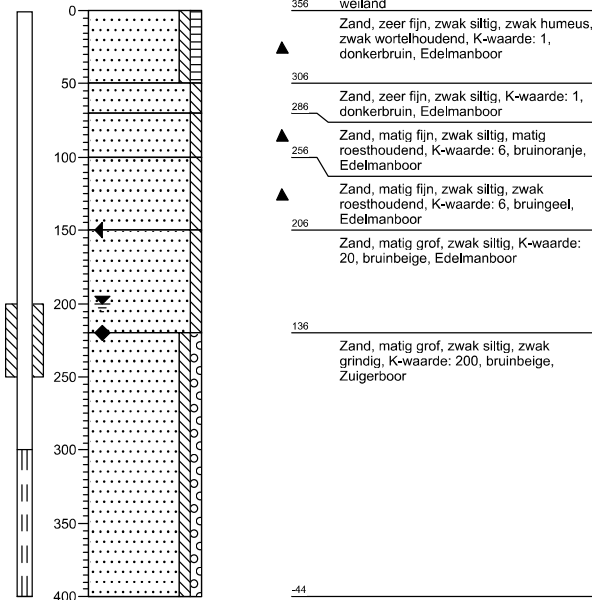 0
50
100
150
200
250
300
350
400
356
weiland
Zand, zeer fijn, zwak siltig, zwak humeus,
zwak wortelhoudend, K-waarde: 1,
donkerbruin, Edelmanboor
306
Zand, zeer fijn, zwak siltig, K-waarde: 1,
donkerbruin, Edelmanboor
286
Zand, matig fijn, zwak siltig, matig
roesthoudend, K-waarde: 6, bruinoranje,
Edelmanboor
256
Zand, matig fijn, zwak siltig, zwak
roesthoudend, K-waarde: 6, bruingeel,
Edelmanboor
206
Zand, matig grof, zwak siltig, K-waarde:
20, bruinbeige, Edelmanboor
136
Zand, matig grof, zwak siltig, zwak
grindig, K-waarde: 200, bruinbeige,
Zuigerboor
-44